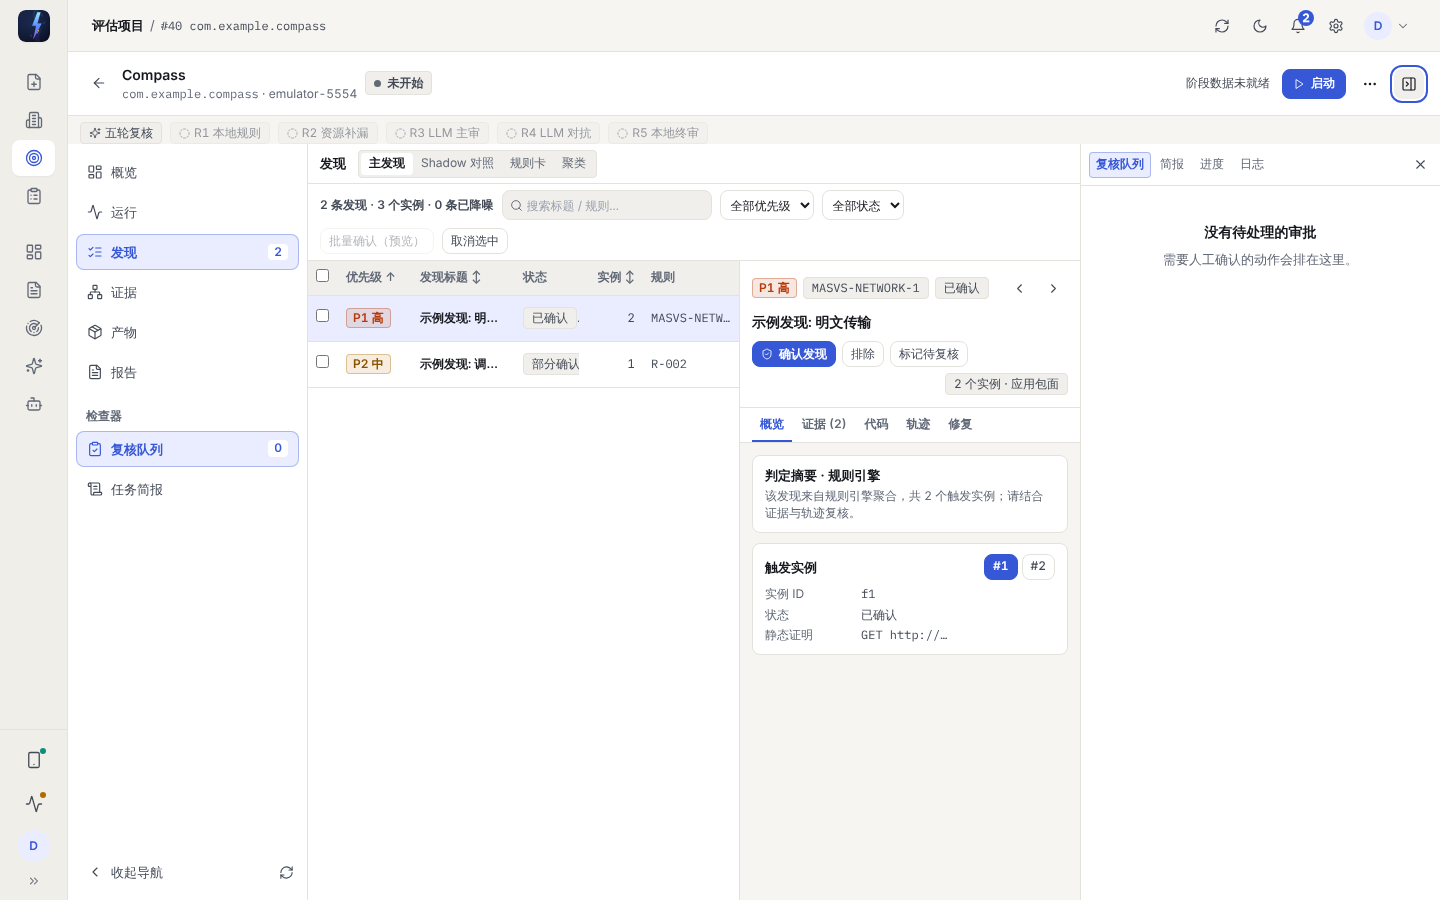 评估项目 / #40 com.example.compass
2
D
Compass
com.example.compass · emulator-5554
未开始
阶段数据未就绪
启动
五轮复核
R1 本地规则
R2 资源补漏
R3 LLM 主审
R4 LLM 对抗
R5 本地终审
概览
运行
发现 2
证据
产物
报告
检查器
复核队列 0
任务简报
收起导航
D
发现
主发现 Shadow 对照 规则卡 聚类
2 条发现 · 3 个实例 · 0 条已降噪
搜索标题 / 规则...
全部优先级
全部状态
批量确认（预览）
取消选中
优先级 发现标题 状态 实例 规则
P1 高 示例发现: 明... 已确认 2 MASVS-NETW...
P2 中 示例发现: 调... 部分确认 1 R-002
P1 高 MASVS-NETWORK-1 已确认
示例发现: 明文传输
确认发现 排除 标记待复核
2 个实例 · 应用包面
概览 证据 (2) 代码 轨迹 修复
判定摘要 · 规则引擎
该发现来自规则引擎聚合，共 2 个触发实例；请结合
证据与轨迹复核。
触发实例 #1 #2
实例 ID f1
状态 已确认
静态证明 GET http://…
复核队列 简报 进度 日志
没有待处理的审批
需要人工确认的动作会排在这里。